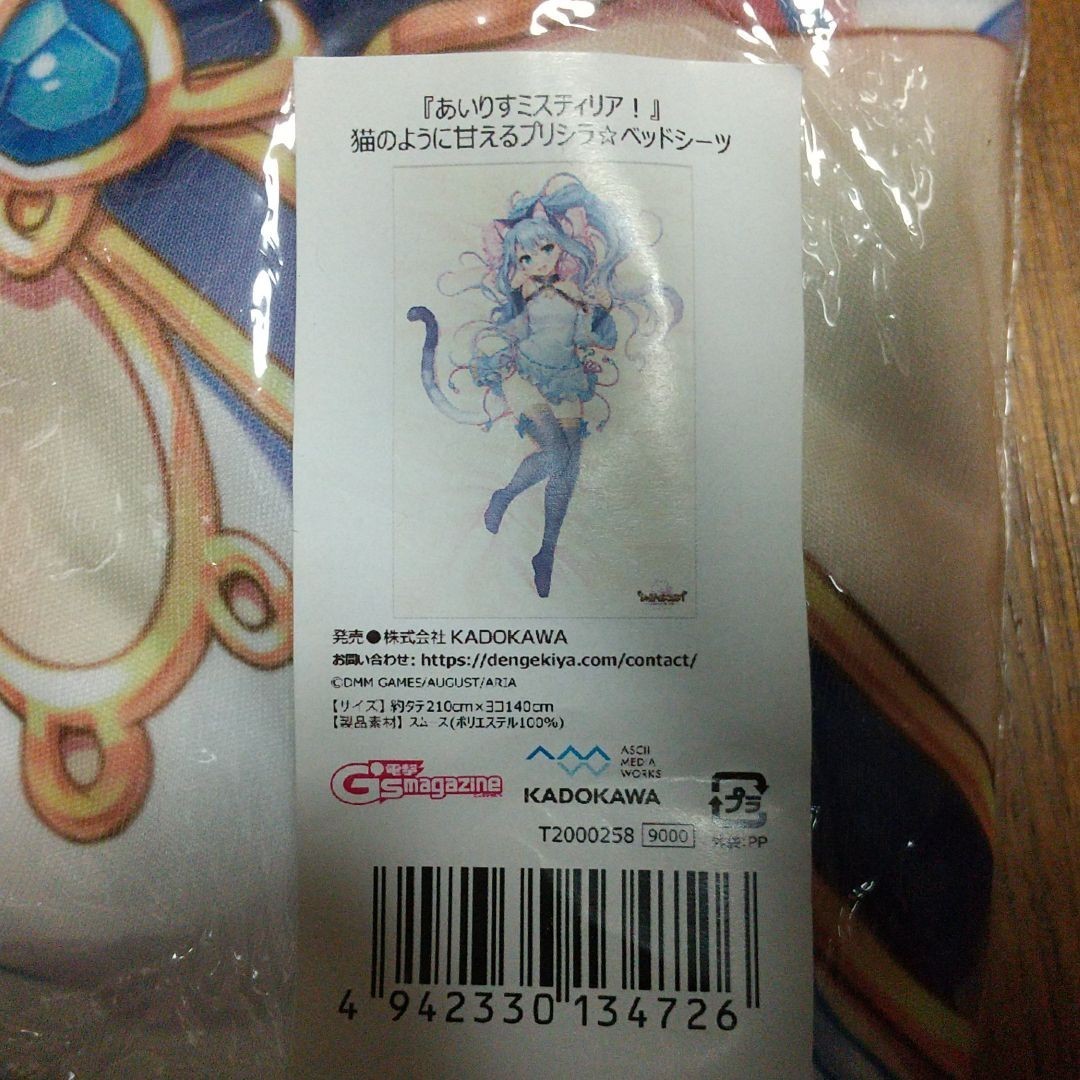 『あいりすミスティリア！』
猫のように甘えるプリシラ☆ベッドシーツ
発売●株式会社 KADOKAWA
お問い合わせ: https://dengekiya.com/contact/
©DMM GAMES/AUGUST/ARIA
【サイズ】約タテ210cm×ヨコ140cm
【製品素材】スムース(ポリエステル100%)
電撃
G's magazine
ASCII
MEDIA
WORKS
KADOKAWA
プラ
外袋:PP
T2000258 9000
4 942330 134726